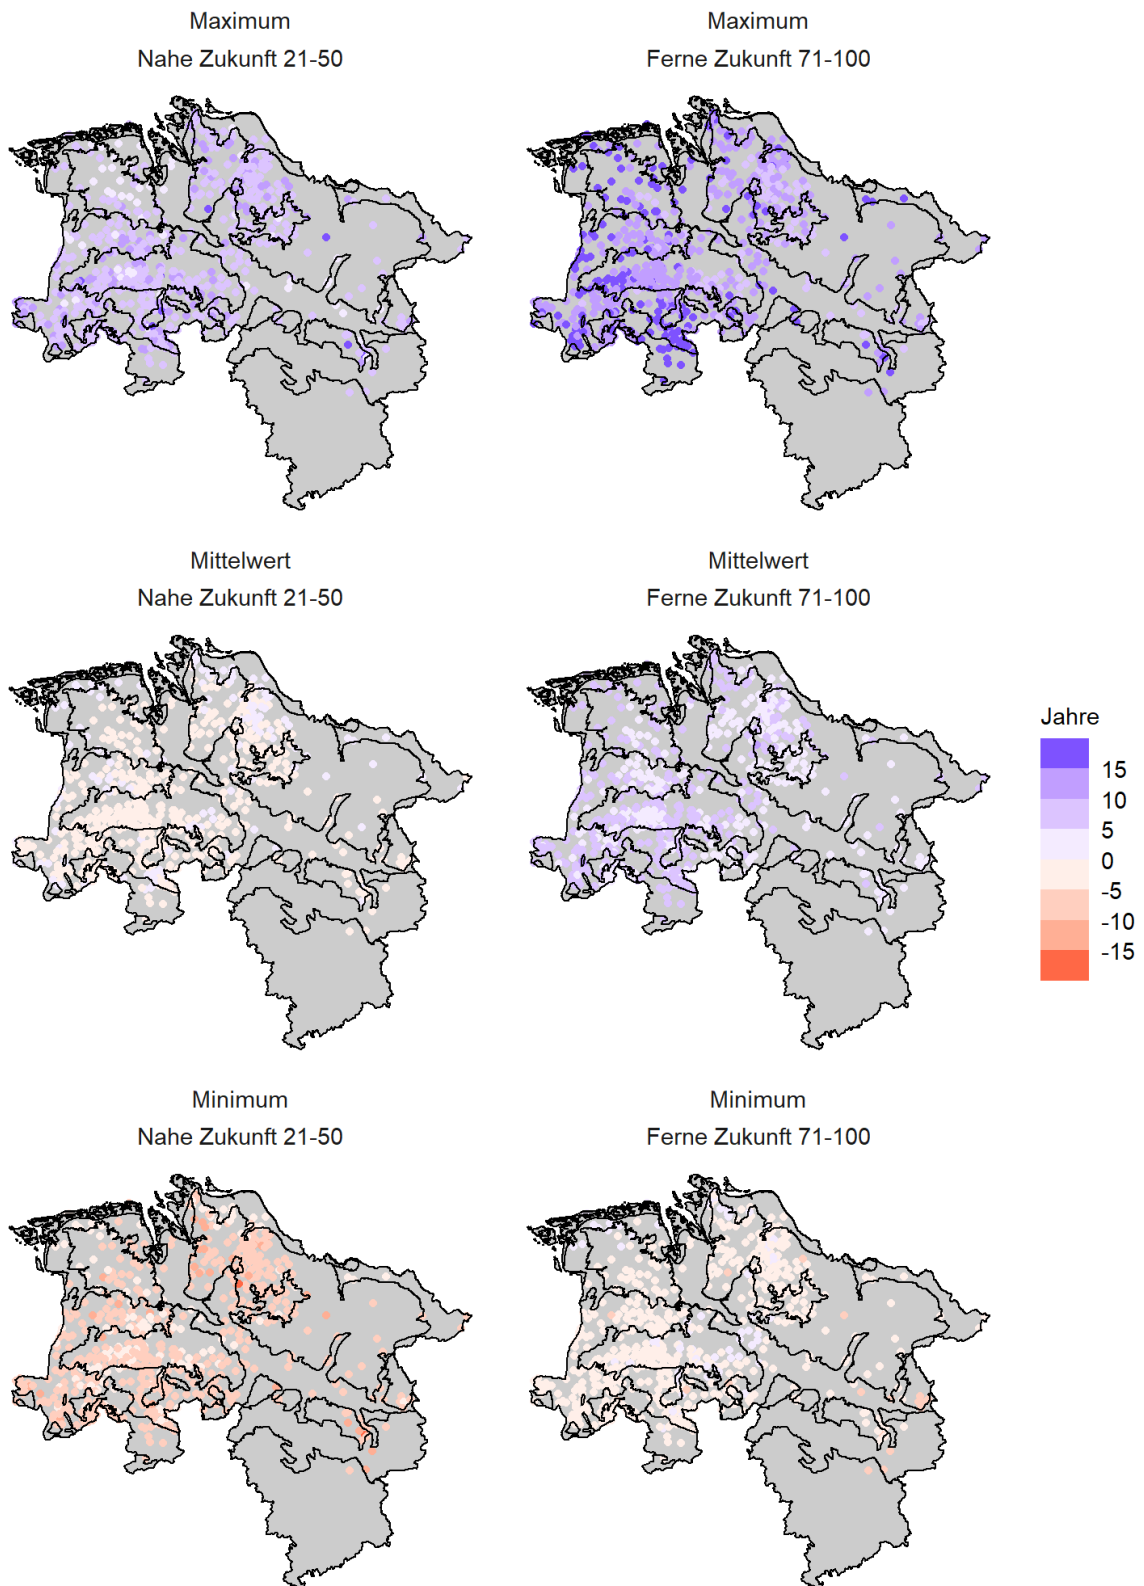 Maximum
Nahe Zukunft 21-50
Maximum
Ferne Zukunft 71-100
Mittelwert
Nahe Zukunft 21-50
Mittelwert
Ferne Zukunft 71-100
Jahre
15
10
5
0
-5
-10
-15
Minimum
Nahe Zukunft 21-50
Minimum
Ferne Zukunft 71-100